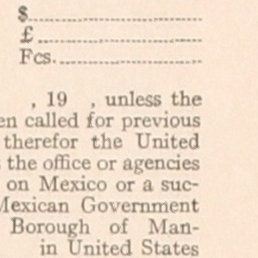 $
£
Fcs.
, 19 , unless the
en called for previous
therefor the United
the office or agencies
on Mexico or a suc-
Mexican Government
Borough of Man-
in United States